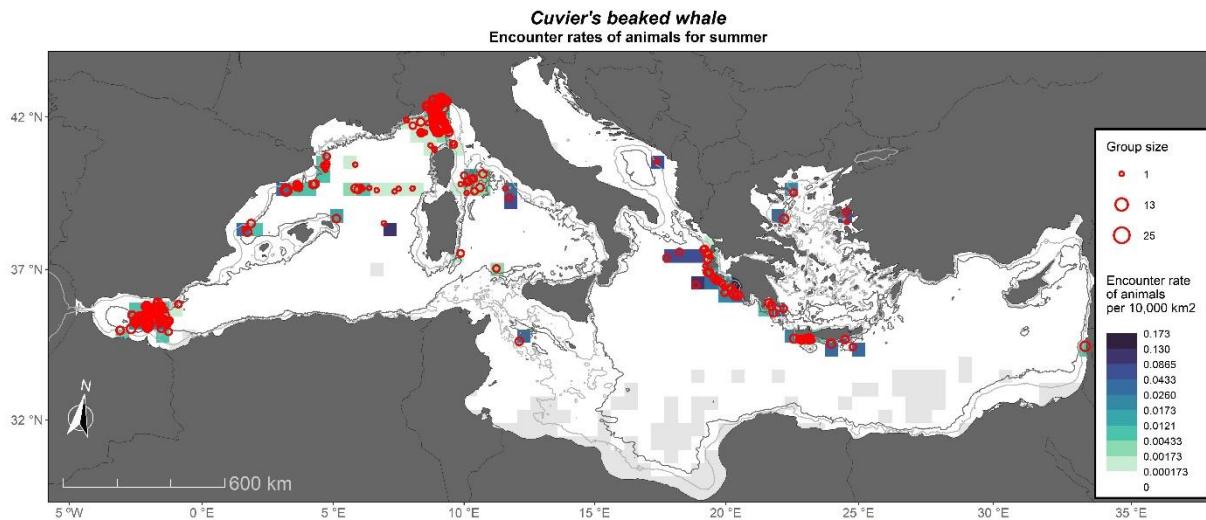 Cuvier's beaked whale
Encounter rates of animals for summer
42 °N
37 °N
32 °N
N
600 km
5°W
0 °E
5 °E
10 °E
15 °E
20 °E
25 °E
30 °E
35 °E
Group size
1
13
25
Encounter rate
of animals
per 10,000 km2
0.173
0.130
0.0865
0.0433
0.0260
0.0173
0.0121
0.00433
0.00173
0.000173
0